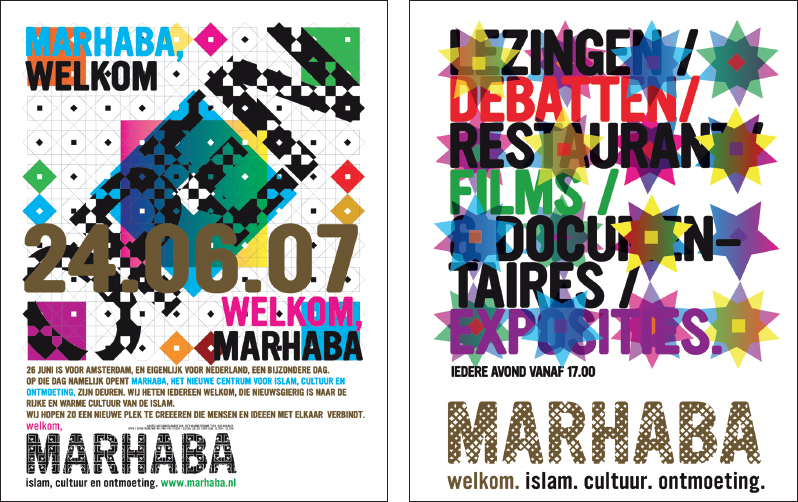 MARHABA,
WELKOM
24.06.07
WELKOM,
MARHABA
26 JUNI IS VOOR AMSTERDAM, EN EIGENLIJK VOOR NEDERLAND, EEN BIJZONDERE DAG.
OP DIE DAG NAMELIJK OPENT MARHABA, HET NIEUWE CENTRUM VOOR ISLAM, CULTUUR EN
ONTMOETING, ZIJN DEUREN. WIJ HETEN IEDEREEN WELKOM, DIE NIEUWSGIERIG IS NAAR DE
RIJKE EN WARME CULTUUR VAN DE ISLAM.
WIJ HOPEN ZO EEN NIEUWE PLEK TE CREEEREN DIE MENSEN EN IDEEEN MET ELKAAR VERBINDT.
welkom,
MARHABA
islam, cultuur en ontmoeting. www.marhaba.nl
LEZINGEN /
DEBATTEN/
RESTAURANT /
FILMS /
& DOCUMEN-
TAIRES /
EXPOSITIES.
IEDERE AVOND VANAF 17.00
MARHABA
welkom. islam. cultuur. ontmoeting.